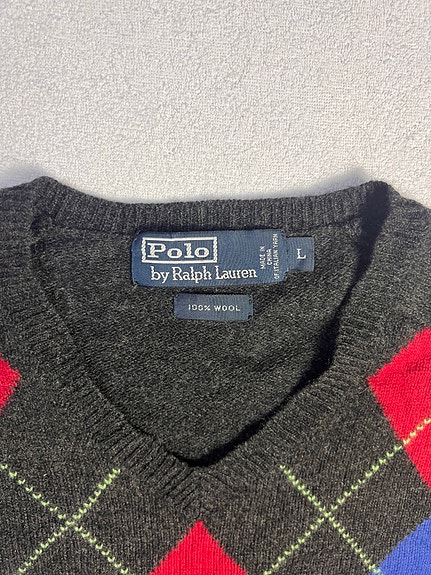 Polo
by Ralph Lauren
MADE IN
CHINA
OF ITALIAN YARN
L
100% WOOL